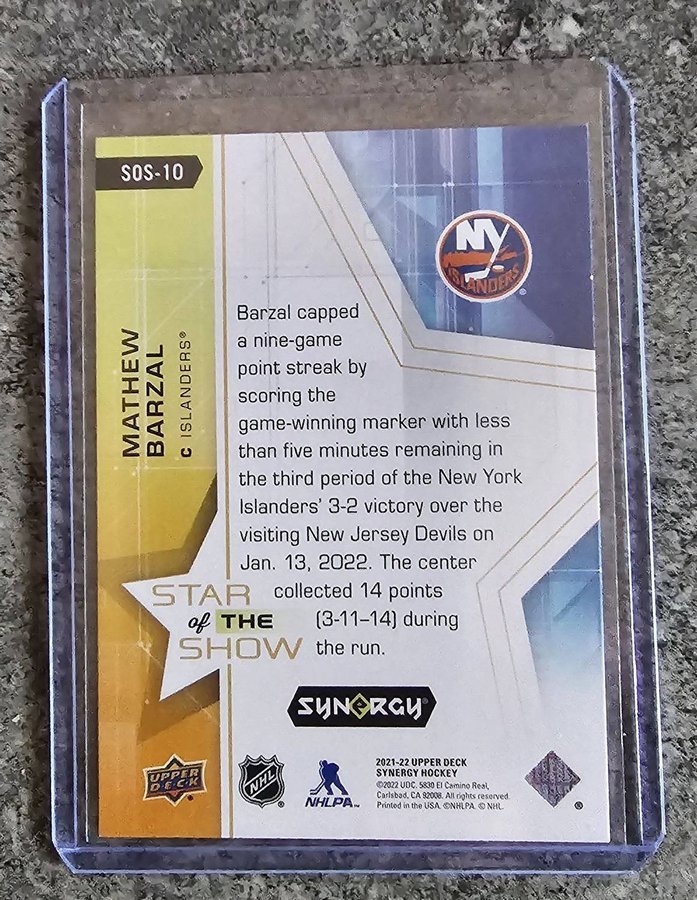 SOS-10
NY
ISLANDERS®
MATHEW
BARZAL
C ISLANDERS®
Barzal capped
a nine-game
point streak by
scoring the
game-winning marker with less
than five minutes remaining in
the third period of the New York
Islanders' 3-2 victory over the
visiting New Jersey Devils on
Jan. 13, 2022. The center
collected 14 points
(3-11–14) during
the run.
STAR
of THE
SHOW
SYNERGY®
UPPER
DECK
NHL
NHLPA™
2021-22 UPPER DECK
SYNERGY HOCKEY
©2022 UDC. 5830 El Camino Real,
Carlsbad, CA 92008. All rights reserved.
Printed in the USA. ©NHLPA. © NHL.